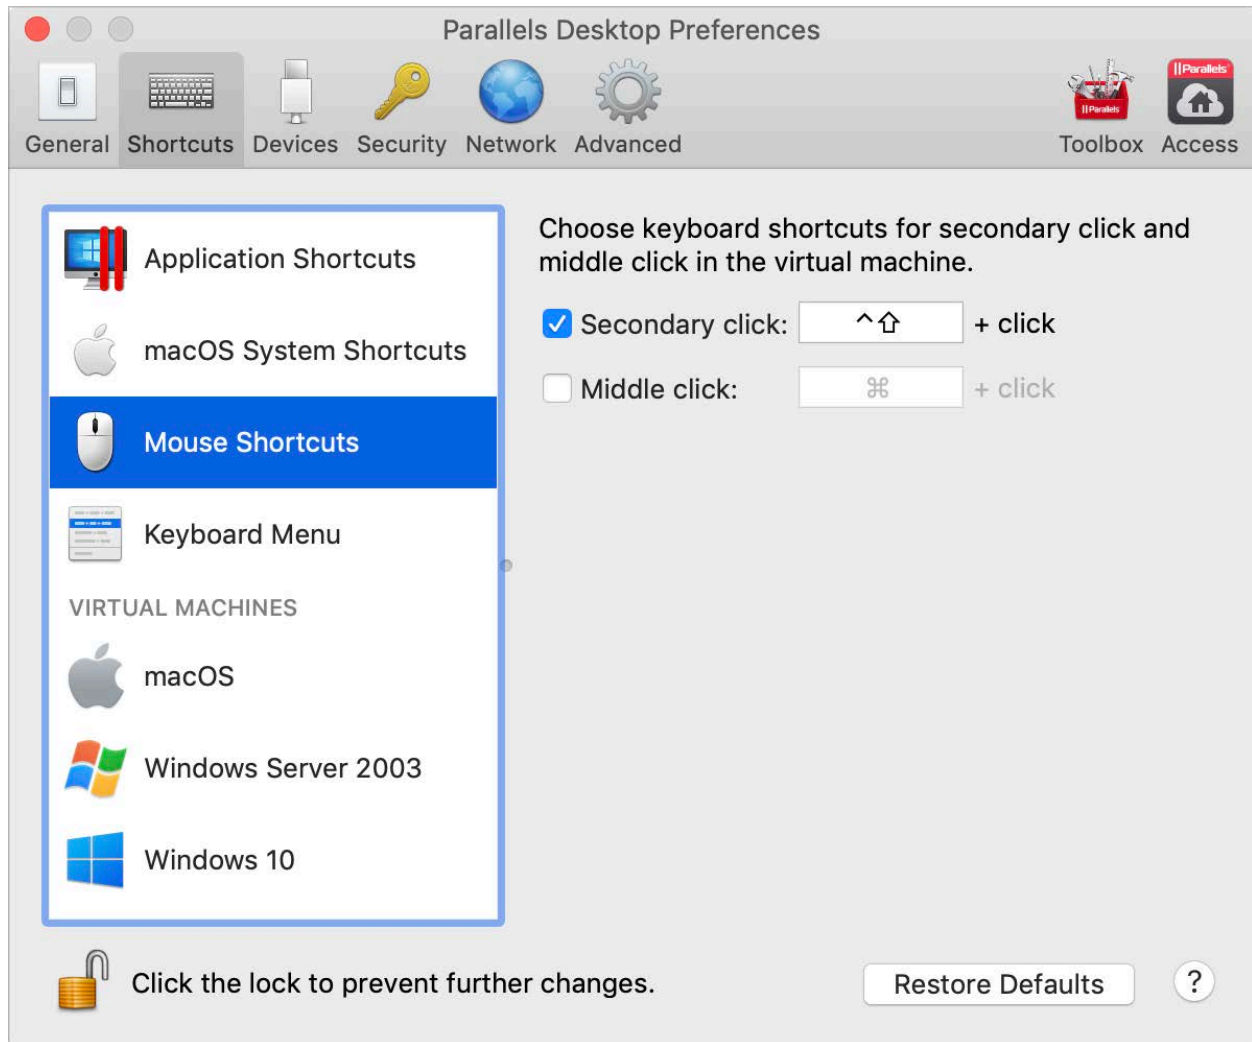 Parallels Desktop Preferences
||Parallels
||Parallels
General Shortcuts Devices Security Network Advanced Toolbox Access
Application Shortcuts
macOS System Shortcuts
Mouse Shortcuts
Keyboard Menu
VIRTUAL MACHINES
macOS
Windows Server 2003
Windows 10
Choose keyboard shortcuts for secondary click and
middle click in the virtual machine.
Secondary click: ^⇧ + click
Middle click: ⌘ + click
Click the lock to prevent further changes.
Restore Defaults ?